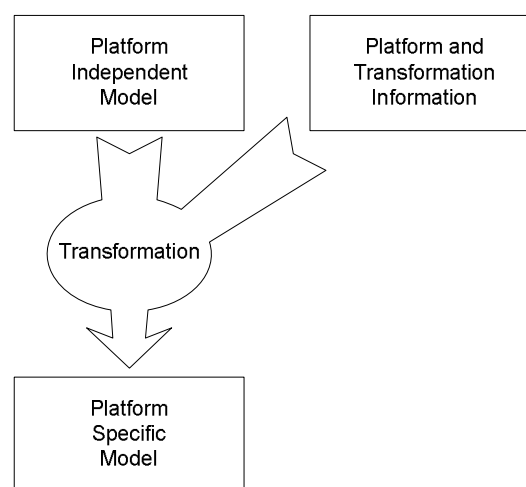 Platform
Independent
Model
Platform and
Transformation
Information
Transformation
Platform
Specific
Model